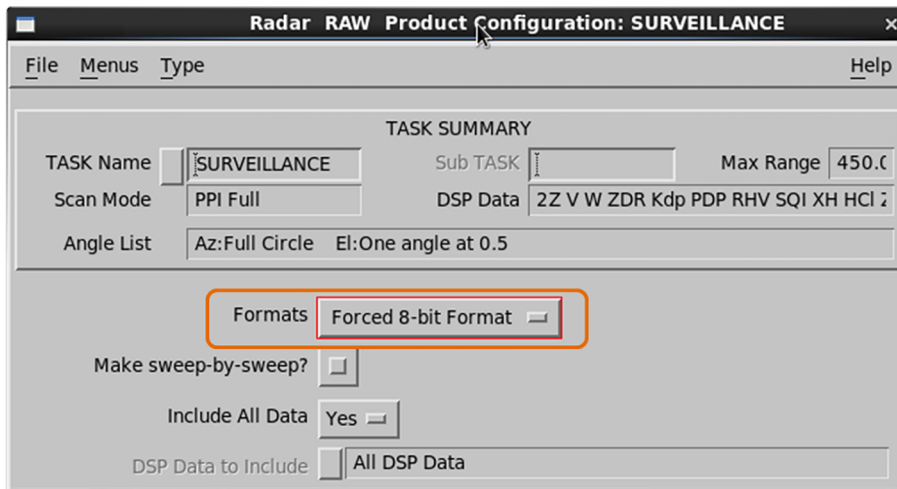 Radar RAW Product Configuration: SURVEILLANCE
File Menus Type Help
TASK SUMMARY
TASK Name SURVEILLANCE Sub TASK Max Range 450.0
Scan Mode PPI Full DSP Data 2Z V W ZDR Kdp PDP RHV SQI XH HCl
Angle List Az:Full Circle El:One angle at 0.5
Formats Forced 8-bit Format
Make sweep-by-sweep?
Include All Data Yes
DSP Data to Include All DSP Data